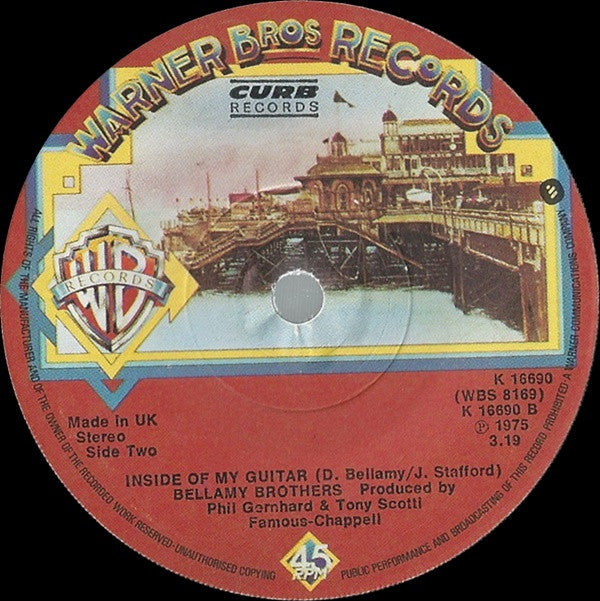 WARNER BROS RECORDS
CURB
RECORDS
WB
RECORDS
K 16690
(WBS 8169)
K 16690 B
Ⓟ 1975
3.19
Made in UK
Stereo
Side Two
INSIDE OF MY GUITAR (D. Bellamy/J. Stafford)
BELLAMY BROTHERS Produced by
Phil Gernhard & Tony Scotti
Famous-Chappell
45
RPM
ALL RIGHTS OF THE MANUFACTURER AND OF THE OWNER OF THE RECORDED WORK RESERVED-UNAUTHORISED COPYING PUBLIC PERFORMANCE AND BROADCASTING OF THIS RECORD PROHIBITED A WARNER COMMUNICATIONS COMPANY